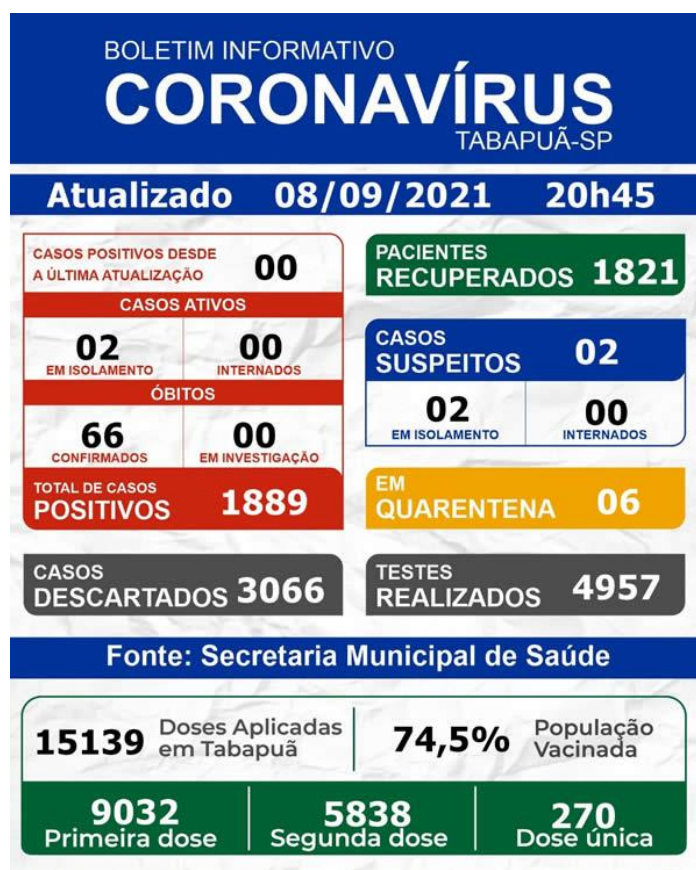 BOLETIM INFORMATIVO
CORONAVÍRUS
TABAPUÃ-SP
Atualizado 08/09/2021 20h45
CASOS POSITIVOS DESDE
A ÚLTIMA ATUALIZAÇÃO 00
CASOS ATIVOS
02 00
EM ISOLAMENTO INTERNADOS
ÓBITOS
66 00
CONFIRMADOS EM INVESTIGAÇÃO
TOTAL DE CASOS
POSITIVOS 1889
PACIENTES
RECUPERADOS 1821
CASOS
SUSPEITOS 02
02 00
EM ISOLAMENTO INTERNADOS
EM
QUARENTENA 06
CASOS
DESCARTADOS 3066
TESTES
REALIZADOS 4957
Fonte: Secretaria Municipal de Saúde
15139 Doses Aplicadas
em Tabapuã
74,5% População
Vacinada
9032 5838 270
Primeira dose Segunda dose Dose única